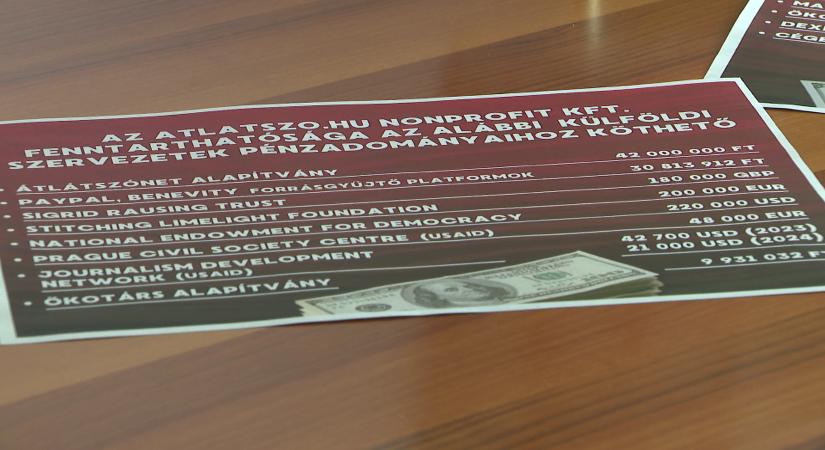 AZ ATLATSZO.HU NONPROFIT KFT.
FENNTARTHATÓSÁGA AZ ALÁBBI KÜLFÖLDI
SZERVEZETEK PÉNZADOMÁNYAIHOZ KÖTHETŐ
• ÁTLÁTSZÓNET ALAPÍTVÁNY 42 000 000 FT
• PAYPAL, BENEVITY FORRÁSGYŰJTŐ PLATFORMOK 30 813 912 FT
• SIGRID RAUSING TRUST 180 000 GBP
• STITCHING LIMELIGHT FOUNDATION 200 000 EUR
• NATIONAL ENDOWMENT FOR DEMOCRACY 220 000 USD
• PRAGUE CIVIL SOCIETY CENTRE (USAID) 48 000 EUR
• JOURNALISM DEVELOPMENT 42 700 USD (2023)
NETWORK (USAID) 21 000 USD (2024)
• ÖKOTÁRS ALAPÍTVÁNY 9 931 032 F